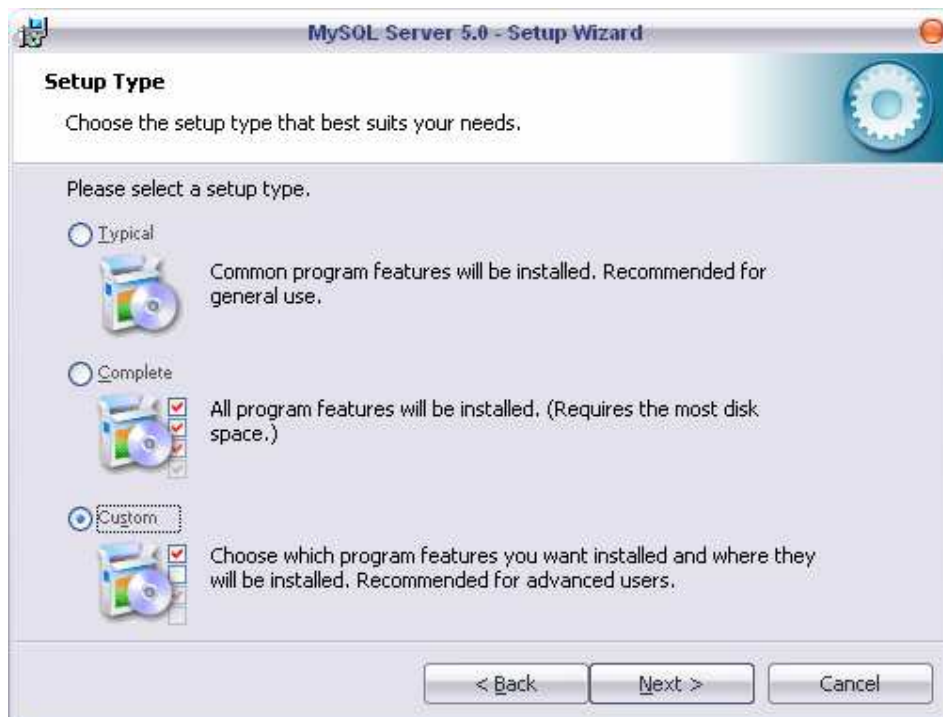 MySQL Server 5.0 - Setup Wizard
Setup Type
Choose the setup type that best suits your needs.
Please select a setup type.
Typical
Common program features will be installed. Recommended for
general use.
Complete
All program features will be installed. (Requires the most disk
space.)
Custom
Choose which program features you want installed and where they
will be installed. Recommended for advanced users.
< Back
Next >
Cancel